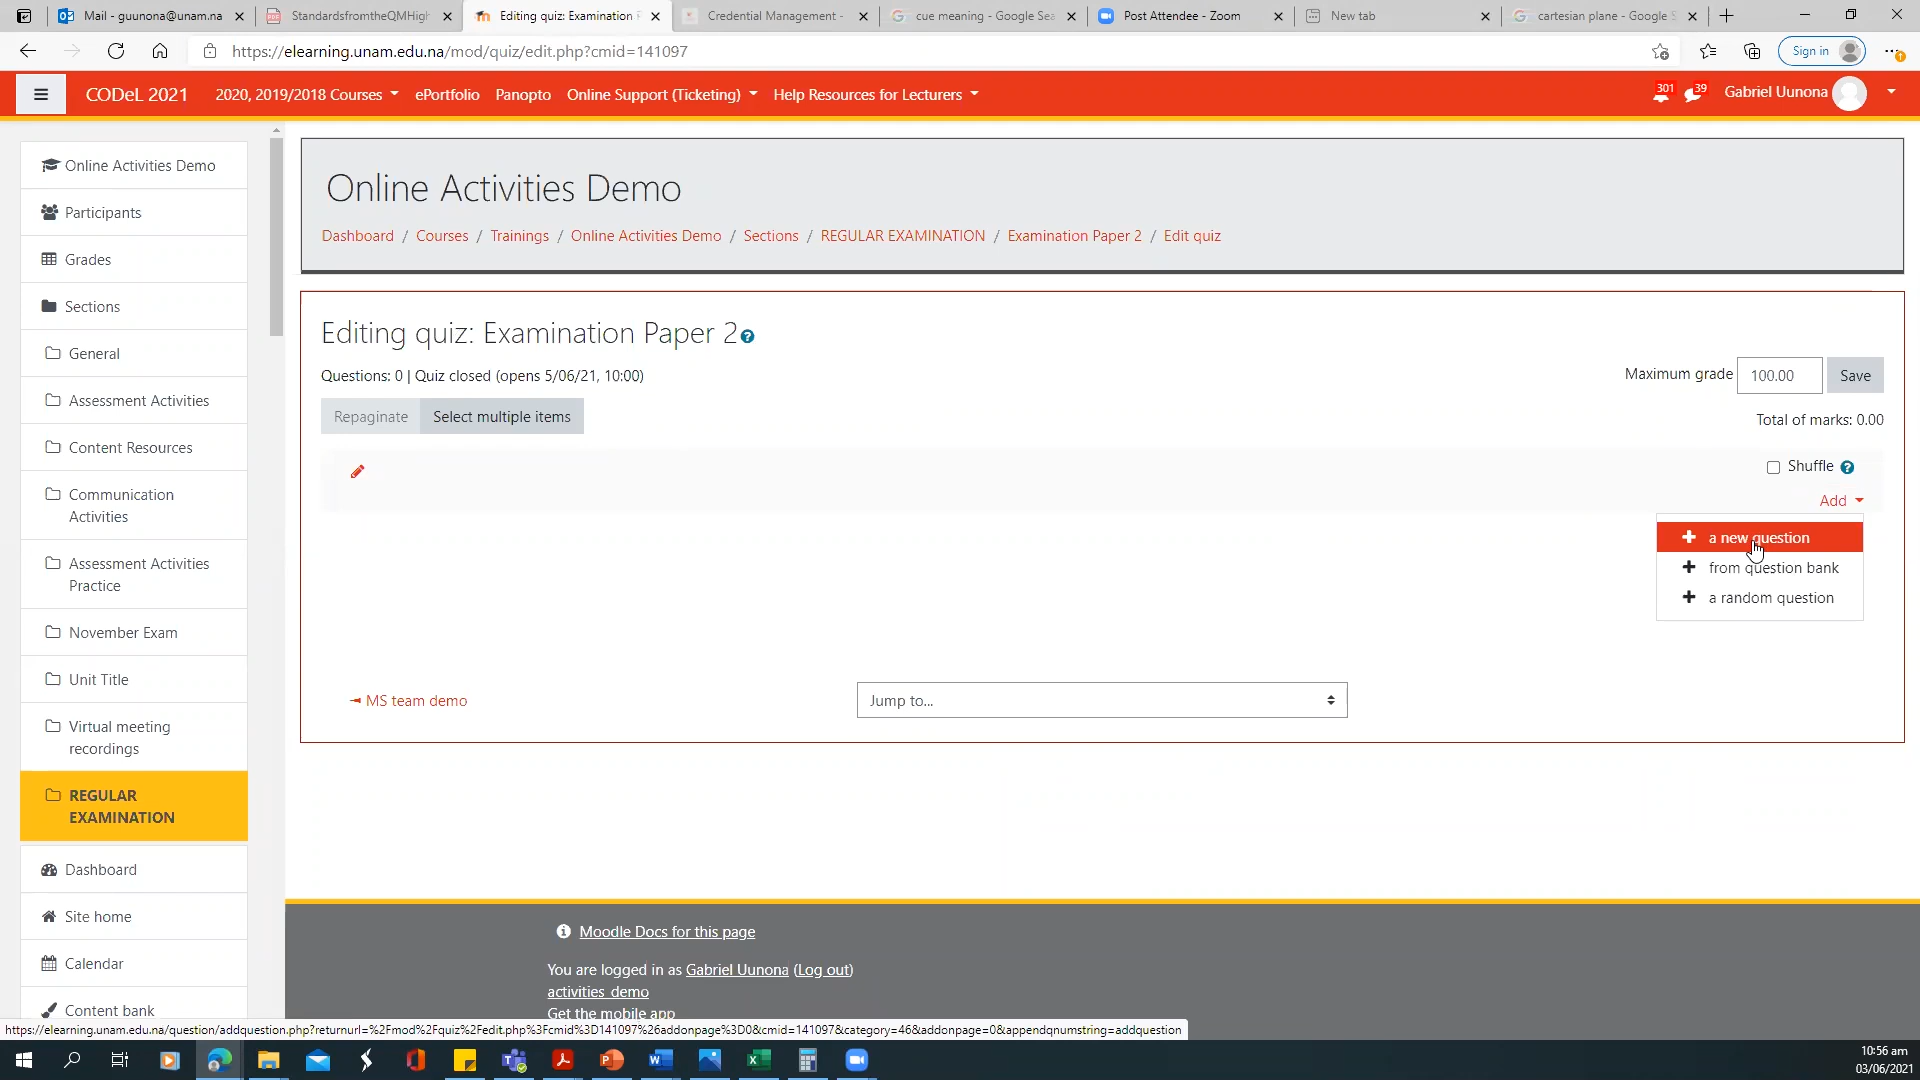 Mail - guunona@unam.na
StandardsfromtheQMHigh
Editing quiz: Examination P
Credential Management -
cue meaning - Google Sea
Post Attendee - Zoom
New tab
cartesian plane - Google S
https://elearning.unam.edu.na/mod/quiz/edit.php?cmid=141097
Sign in
CODeL 2021
2020, 2019/2018 Courses
ePortfolio
Panopto
Online Support (Ticketing)
Help Resources for Lecturers
301
39
Gabriel Uunona
Online Activities Demo
Participants
Grades
Sections
General
Assessment Activities
Content Resources
Communication
Activities
Assessment Activities
Practice
November Exam
Unit Title
Virtual meeting
recordings
REGULAR
EXAMINATION
Dashboard
Site home
Calendar
Content bank
Online Activities Demo
Dashboard / Courses / Trainings / Online Activities Demo / Sections / REGULAR EXAMINATION / Examination Paper 2 / Edit quiz
Editing quiz: Examination Paper 2
Questions: 0 | Quiz closed (opens 5/06/21, 10:00)
Maximum grade 100.00 Save
Repaginate Select multiple items
Total of marks: 0.00
Shuffle
Add
a new question
from question bank
a random question
MS team demo
Jump to...
Moodle Docs for this page
You are logged in as Gabriel Uunona (Log out)
activities_demo
Get the mobile app
https://elearning.unam.edu.na/question/addquestion.php?returnurl=%2Fmod%2Fquiz%2Fedit.php%3Fcmid%3D141097%26addonpage%3D0&cmid=141097&category=46&addonpage=0&appendqnumstring=addquestion
10:56 am
03/06/2021